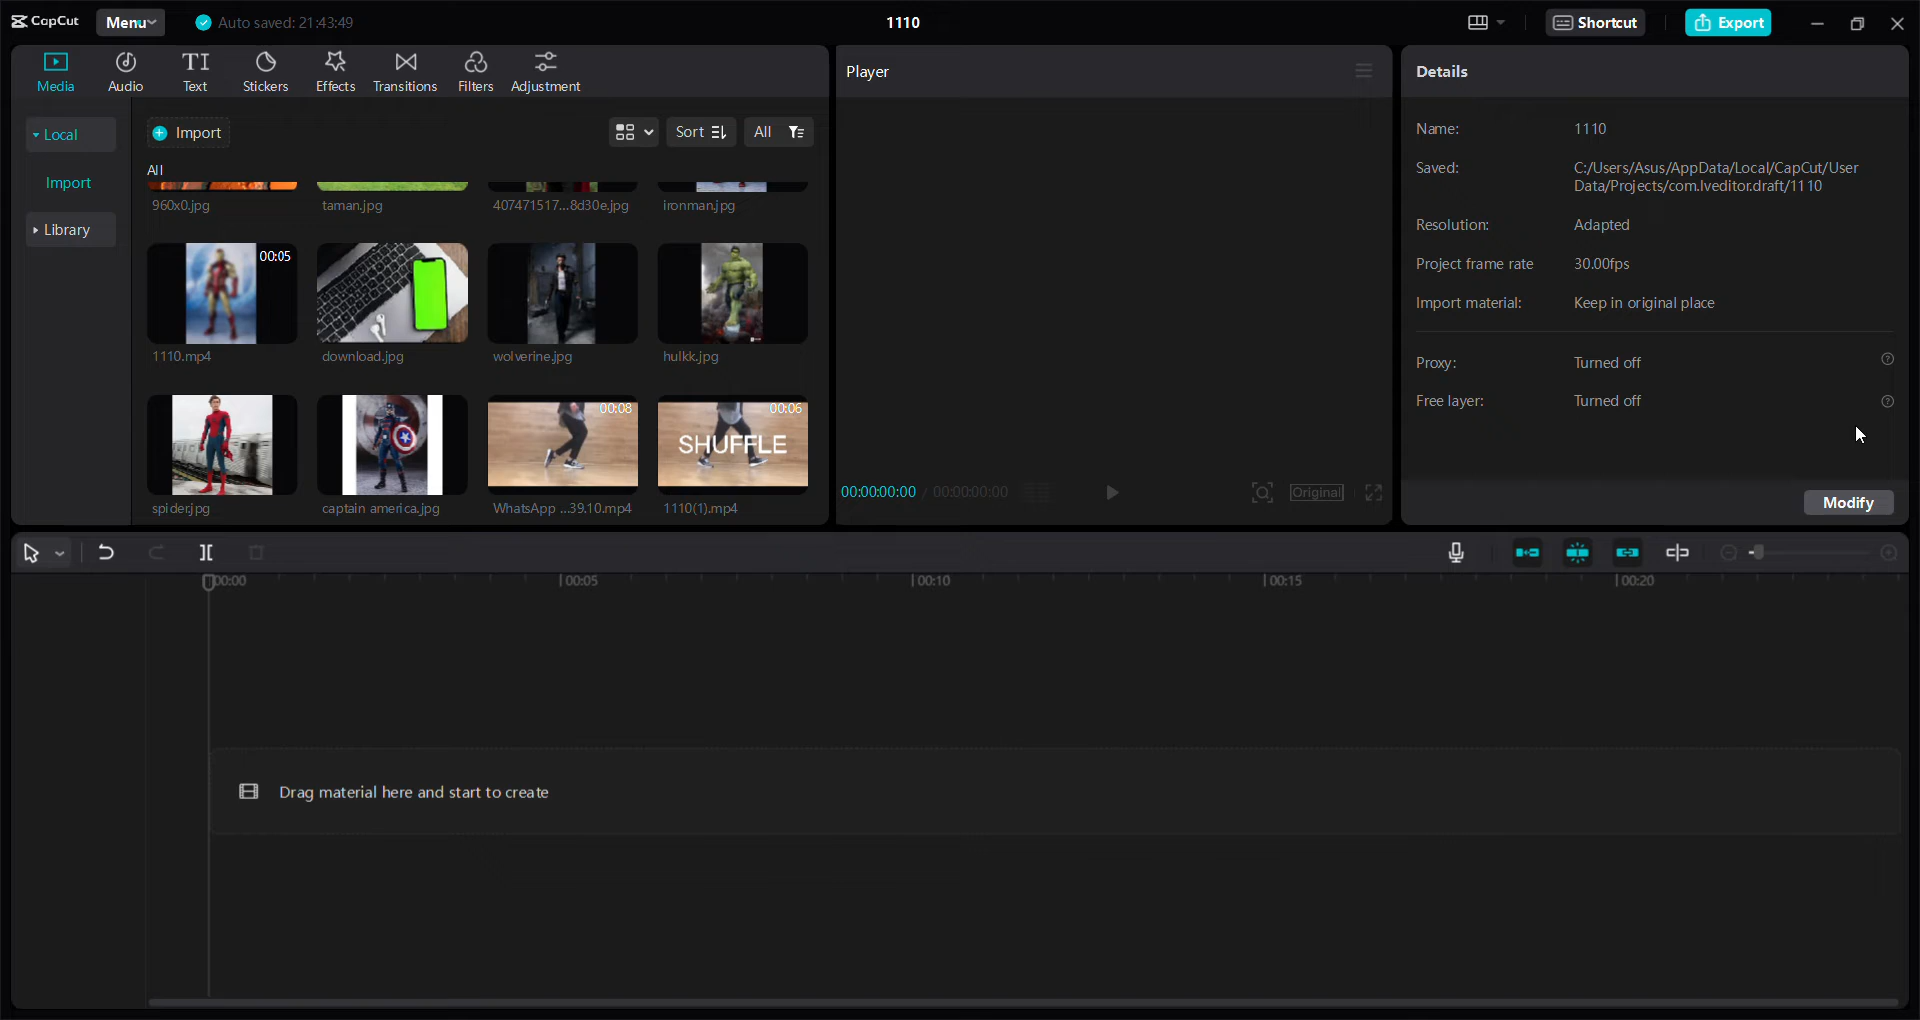 CapCut
Menu
Auto saved: 21:43:49
1110
Shortcut
Export
Media
Audio
Text
Stickers
Effects
Transitions
Filters
Adjustment
Local
Import
Library
Import
Sort
All
All
960x0.jpg
taman.jpg
407471517...8d30e.jpg
ironman.jpg
00:05
1110.mp4
download.jpg
wolverine.jpg
hulkk.jpg
00:08
00:06
SHUFFLE
spider.jpg
captain america.jpg
WhatsApp ...39.10.mp4
1110(1).mp4
Player
00:00:00:00 / 00:00:00:00
Original
Details
Name: 1110
Saved: C:/Users/Asus/AppData/Local/CapCut/User
Data/Projects/com.lveditor.draft/1110
Resolution: Adapted
Project frame rate 30.00fps
Import material: Keep in original place
Proxy: Turned off
Free layer: Turned off
Modify
00:00
00:05
00:10
00:15
00:20
Drag material here and start to create